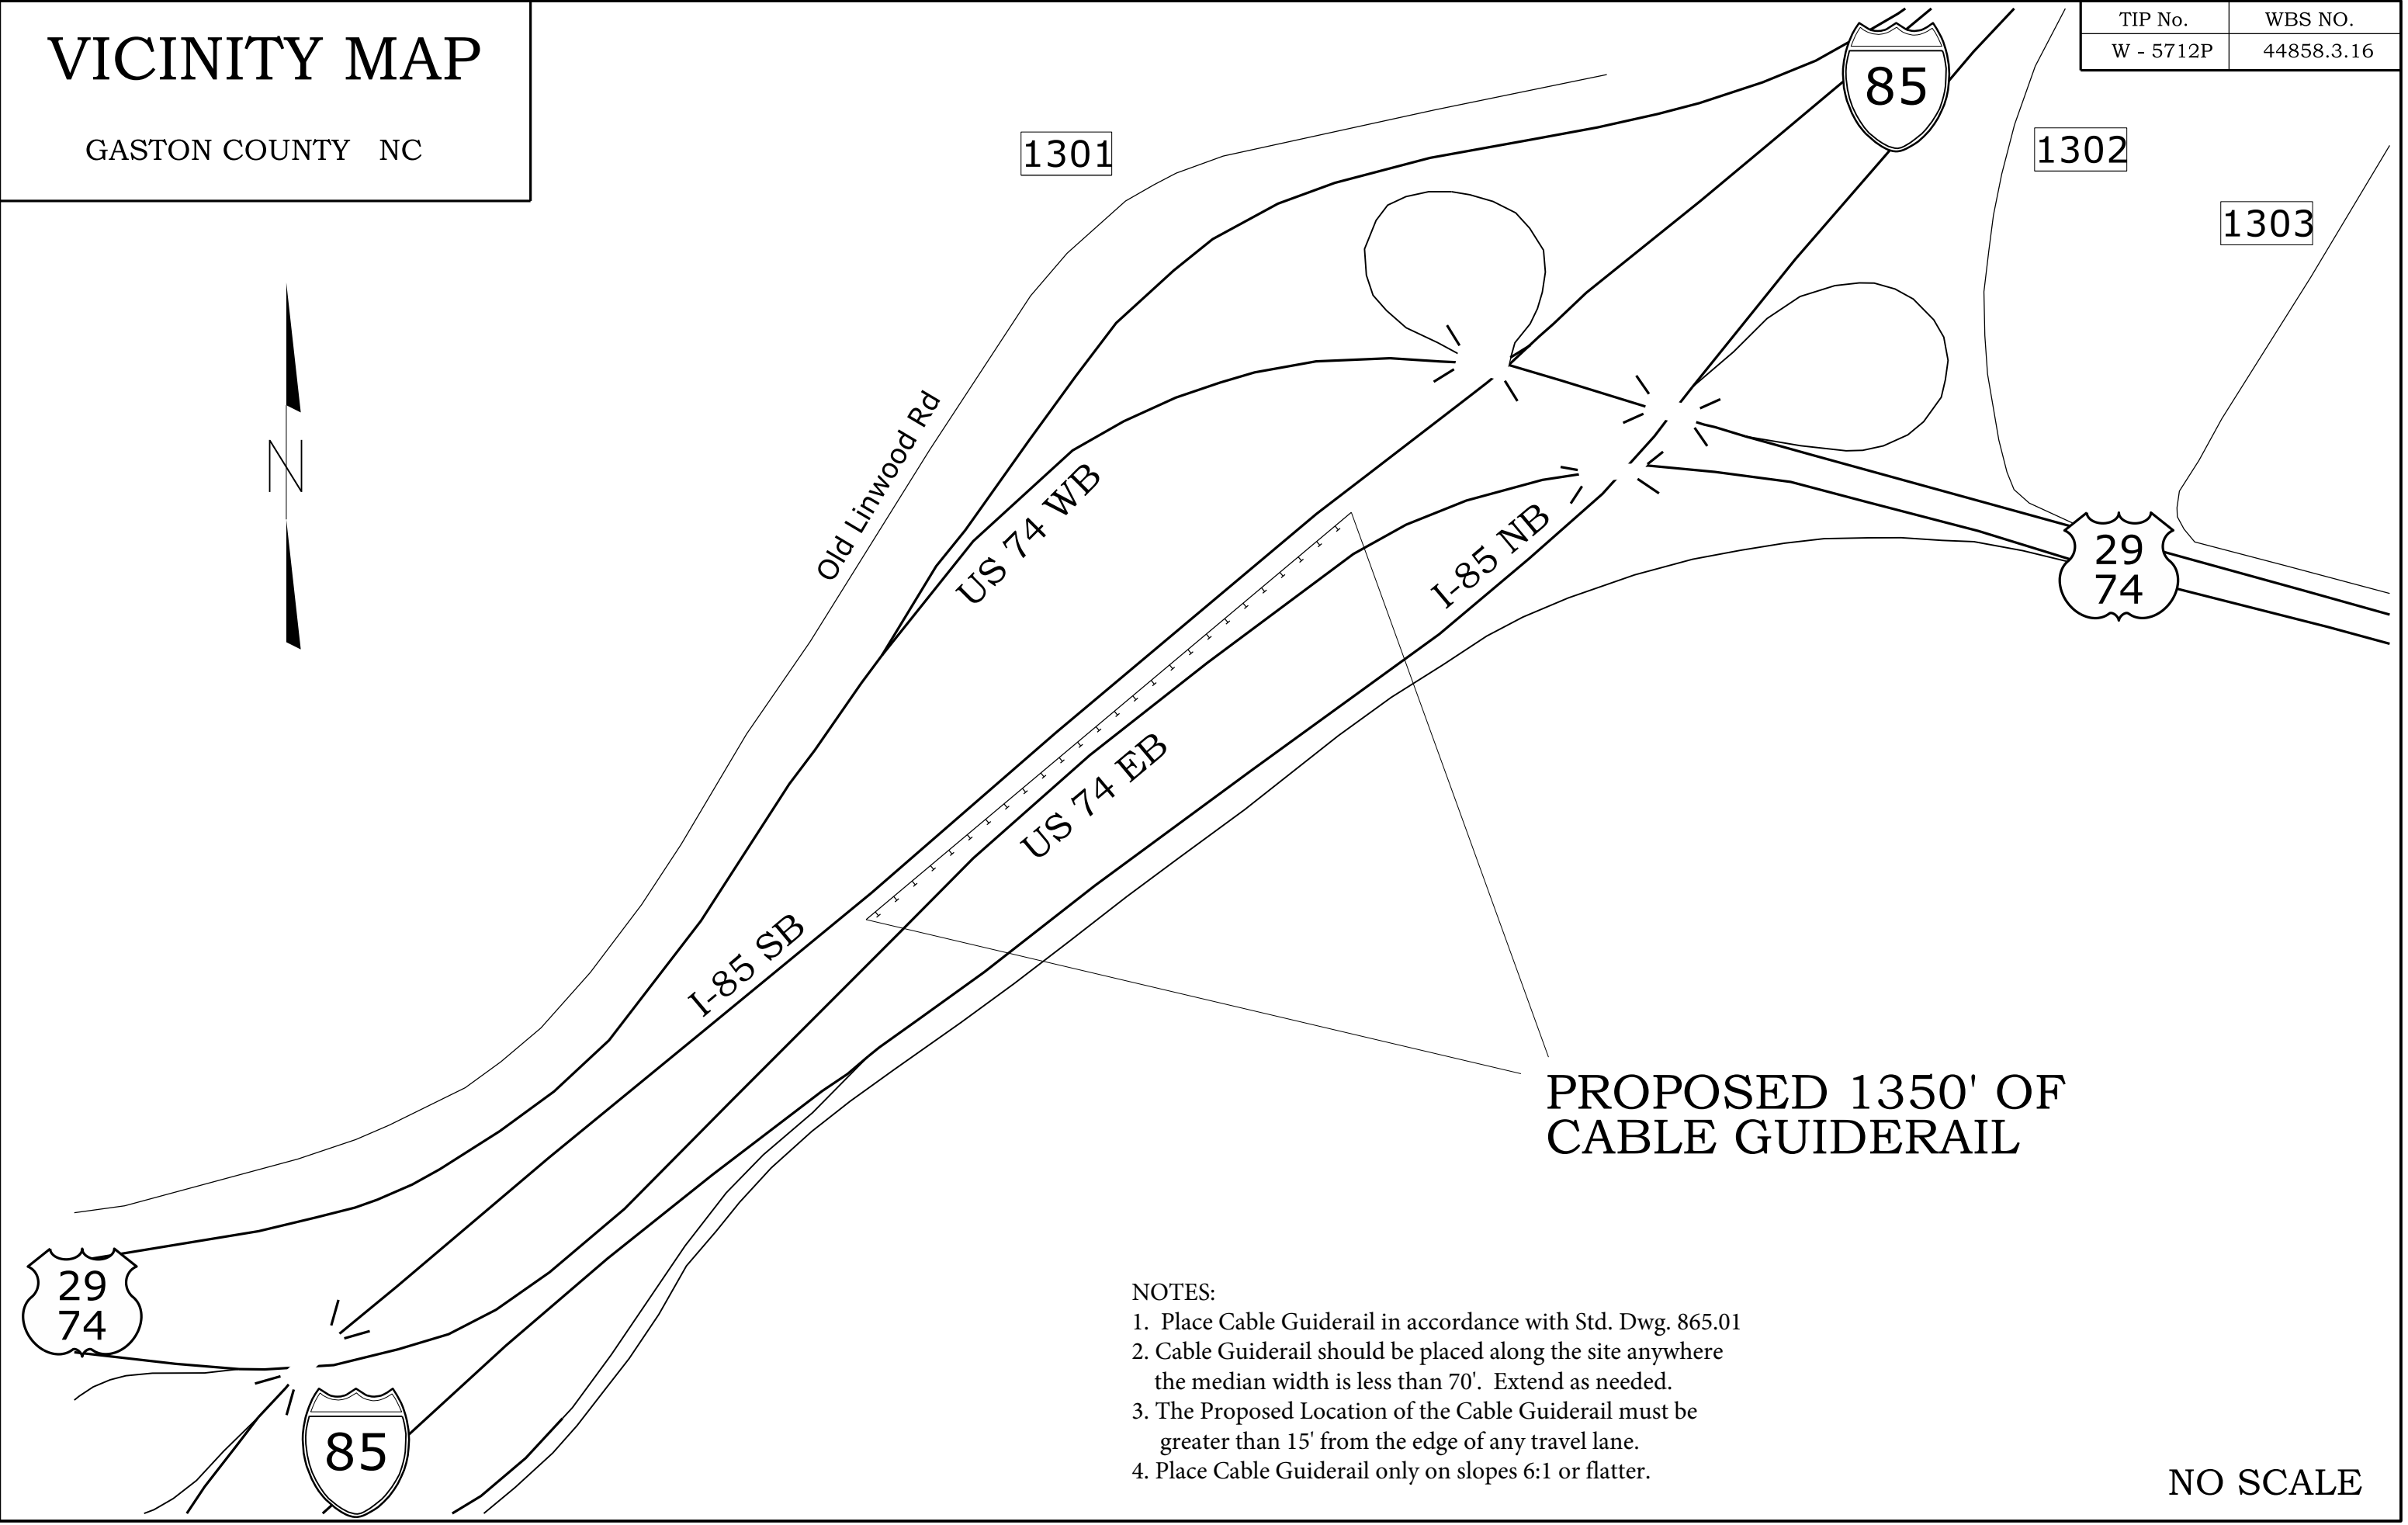 VICINITY MAP
GASTON COUNTY NC
TIP No. WBS NO.
W - 5712P 44858.3.16
85
1301
1302
1303
N
Old Linwood Rd
US 74 WB
I-85 NB
29
74
US 74 EB
I-85 SB
PROPOSED 1350' OF
CABLE GUIDERAIL
29
74
85
NOTES:
1. Place Cable Guiderail in accordance with Std. Dwg. 865.01
2. Cable Guiderail should be placed along the site anywhere
the median width is less than 70'. Extend as needed.
3. The Proposed Location of the Cable Guiderail must be
greater than 15' from the edge of any travel lane.
4. Place Cable Guiderail only on slopes 6:1 or flatter.
NO SCALE